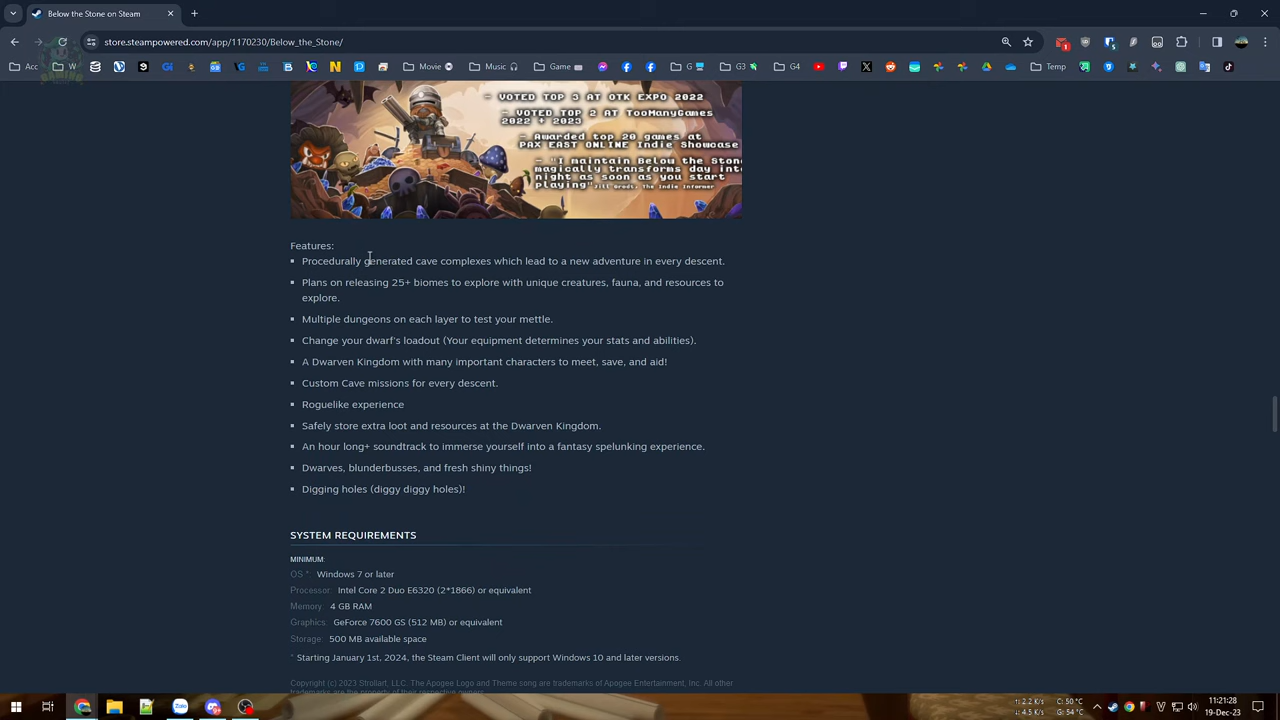 Below the Stone on Steam
store.steampowered.com/app/1170230/Below_the_Stone/
Acc
W
Movie
Music
Game
G
G4
Temp
- VOTED TOP 3 AT OTK EXPO 2022
- VOTED TOP 2 AT TooManyGames
2022 + 2023
- Awarded top 20 games at
PAX EAST ONLINE Indie Showcase
- "I maintain Below the Stone
magically transforms day into
night as soon as you start
playing" Jill Grodt, The Indie Informer
Features:
Procedurally generated cave complexes which lead to a new adventure in every descent.
Plans on releasing 25+ biomes to explore with unique creatures, fauna, and resources to
explore.
Multiple dungeons on each layer to test your mettle.
Change your dwarf's loadout (Your equipment determines your stats and abilities).
A Dwarven Kingdom with many important characters to meet, save, and aid!
Custom Cave missions for every descent.
Roguelike experience
Safely store extra loot and resources at the Dwarven Kingdom.
An hour long+ soundtrack to immerse yourself into a fantasy spelunking experience.
Dwarves, blunderbusses, and fresh shiny things!
Digging holes (diggy diggy holes)!
SYSTEM REQUIREMENTS
MINIMUM:
OS *: Windows 7 or later
Processor: Intel Core 2 Duo E6320 (2*1866) or equivalent
Memory: 4 GB RAM
Graphics: GeForce 7600 GS (512 MB) or equivalent
Storage: 500 MB available space
* Starting January 1st, 2024, the Steam Client will only support Windows 10 and later versions.
Copyright (c) 2023 Strollart, LLC. The Apogee Logo and Theme song are trademarks of Apogee Entertainment, Inc. All other
trademarks are the property of their respective owners.
Zalo
↑: 2.2 K/s
↓: 4.5 K/s
C: 50 °C
G: 54 °C
11:21:28
19-Dec-23